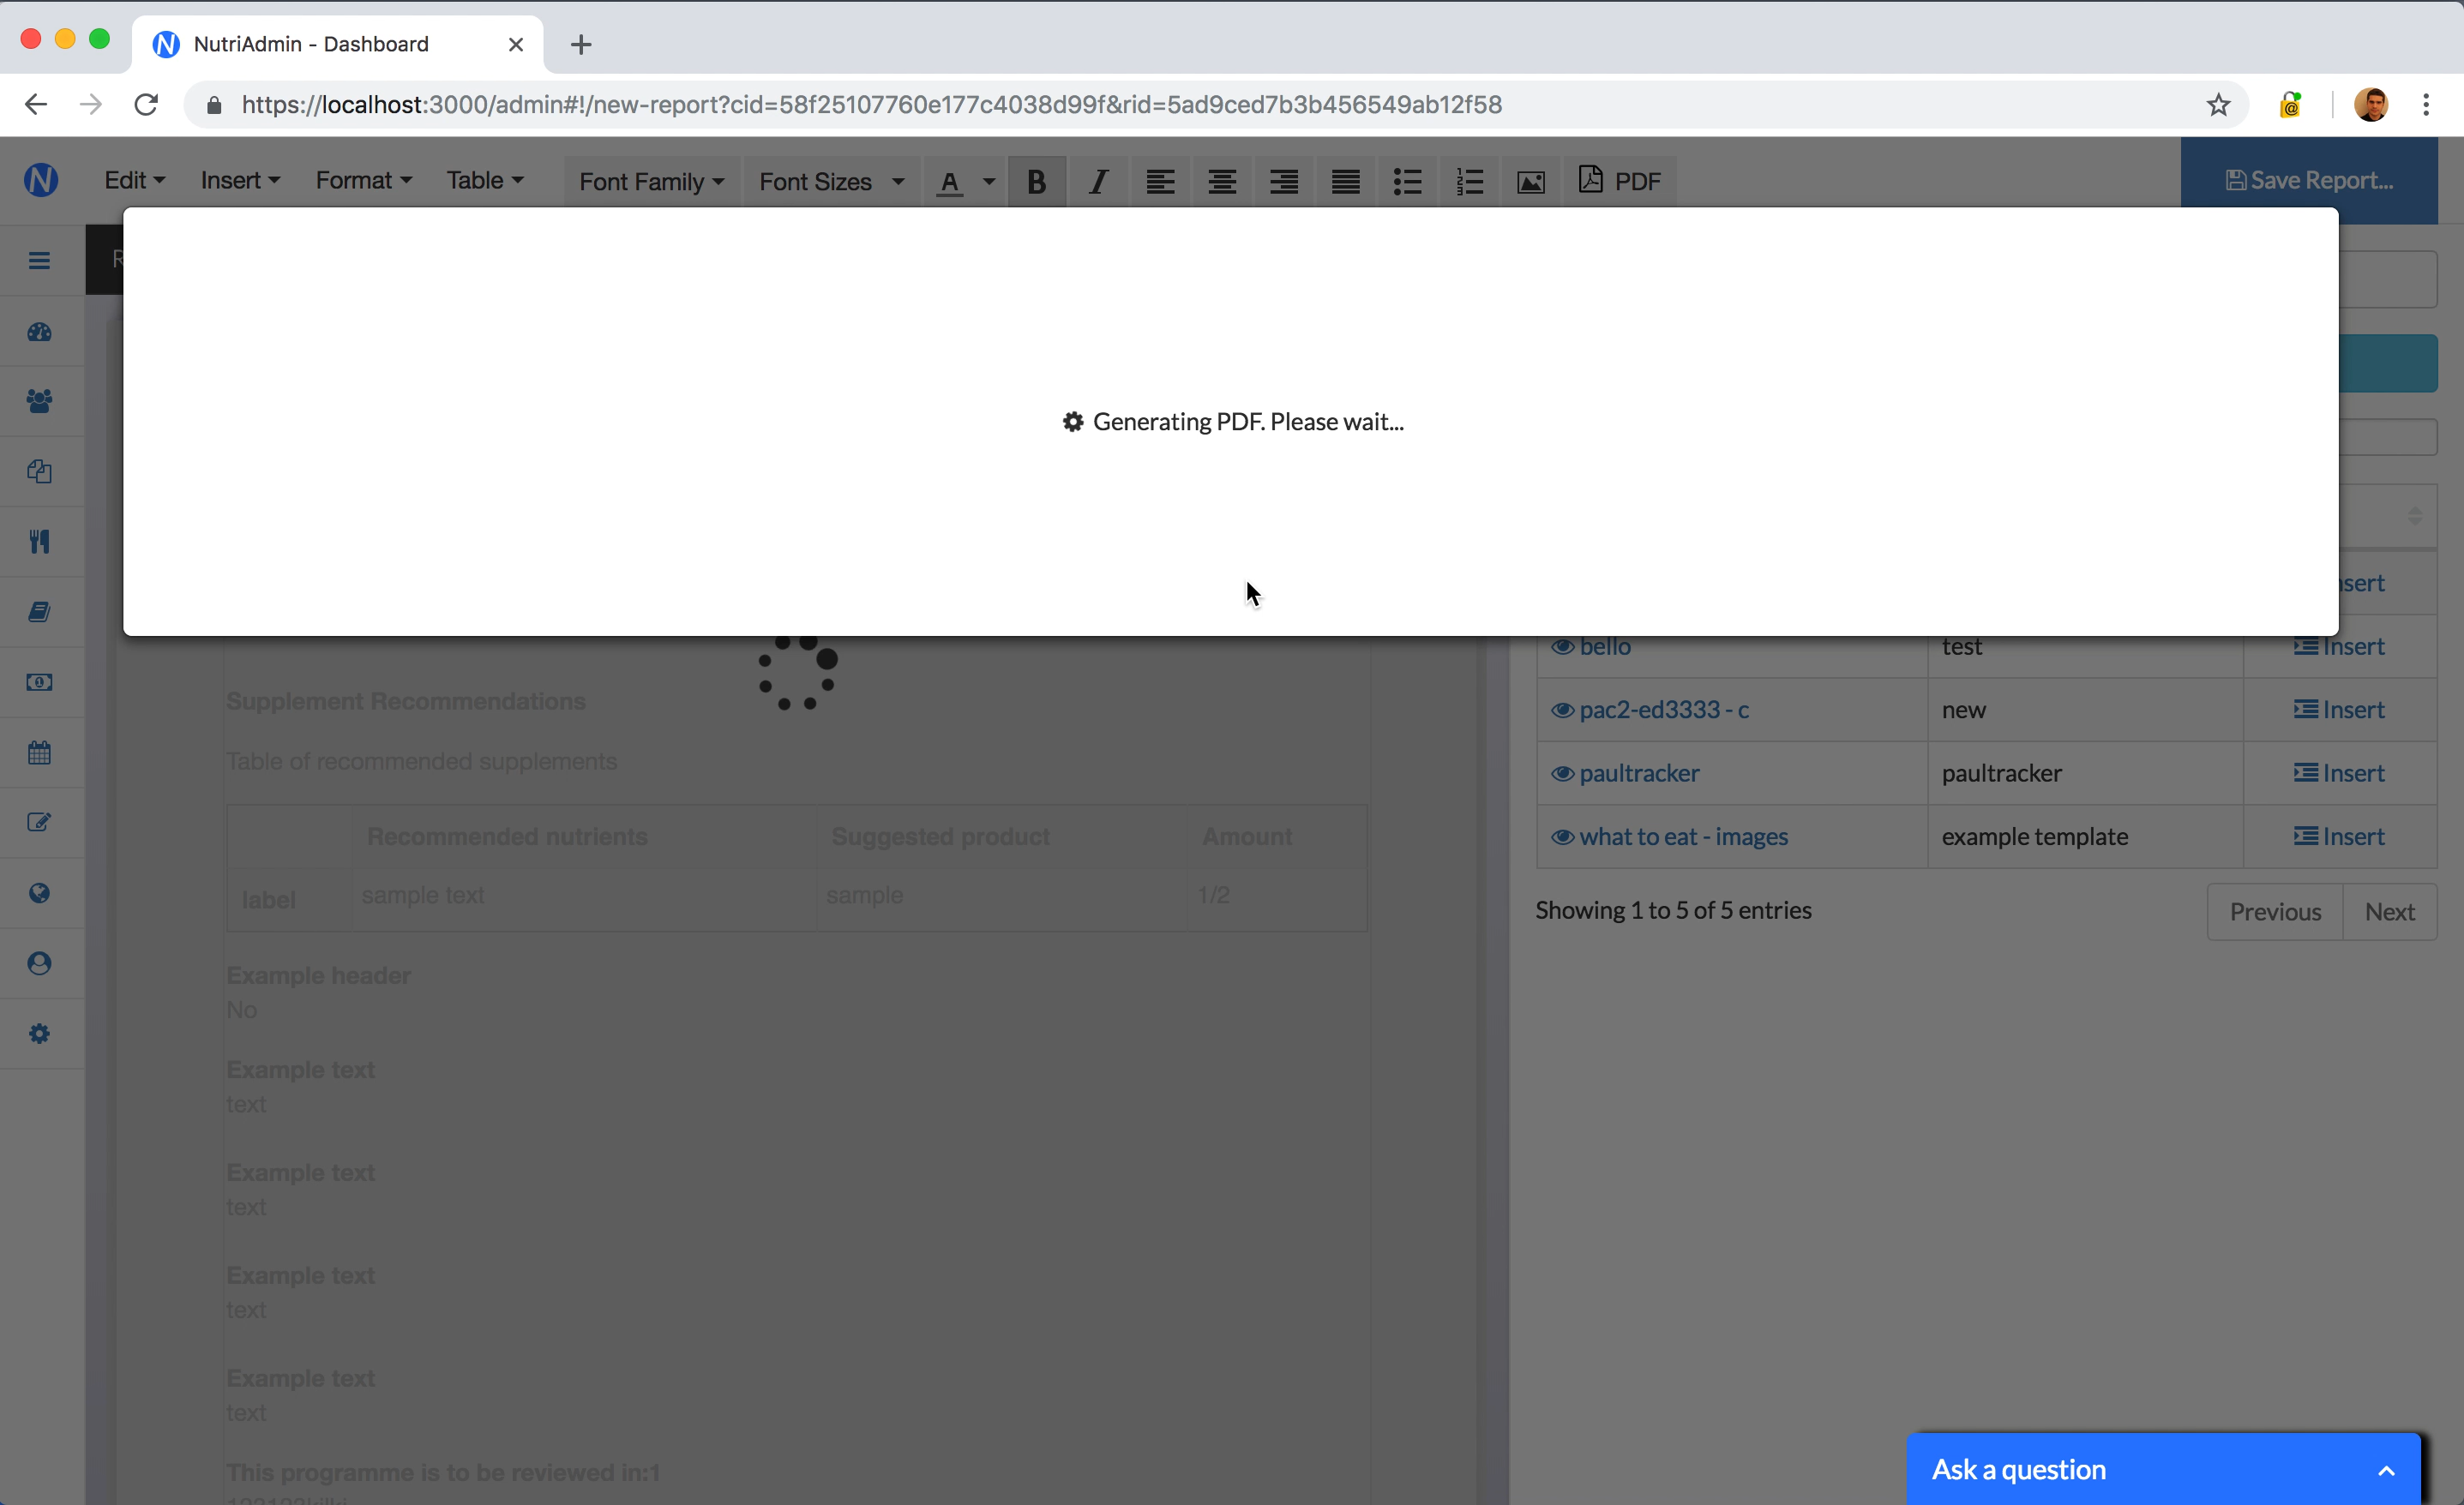 NutriAdmin - Dashboard
https://localhost:3000/admin#!/new-report?cid=58f25107760e177c4038d99f&rid=5ad9ced7b3b456549ab12f58
N Edit Insert Format Table Font Family Font Sizes A B I PDF Save Report...
Generating PDF. Please wait...
Insert
bello test Insert
Supplement Recommendations
pac2-ed3333 - c new Insert
Table of recommended supplements
paultracker paultracker Insert
Recommended nutrients Suggested product Amount
what to eat - images example template Insert
label sample text sample 1/2
Showing 1 to 5 of 5 entries Previous Next
Example header
No
Example text
text
Example text
text
Example text
text
Example text
text
This programme is to be reviewed in:1
Ask a question